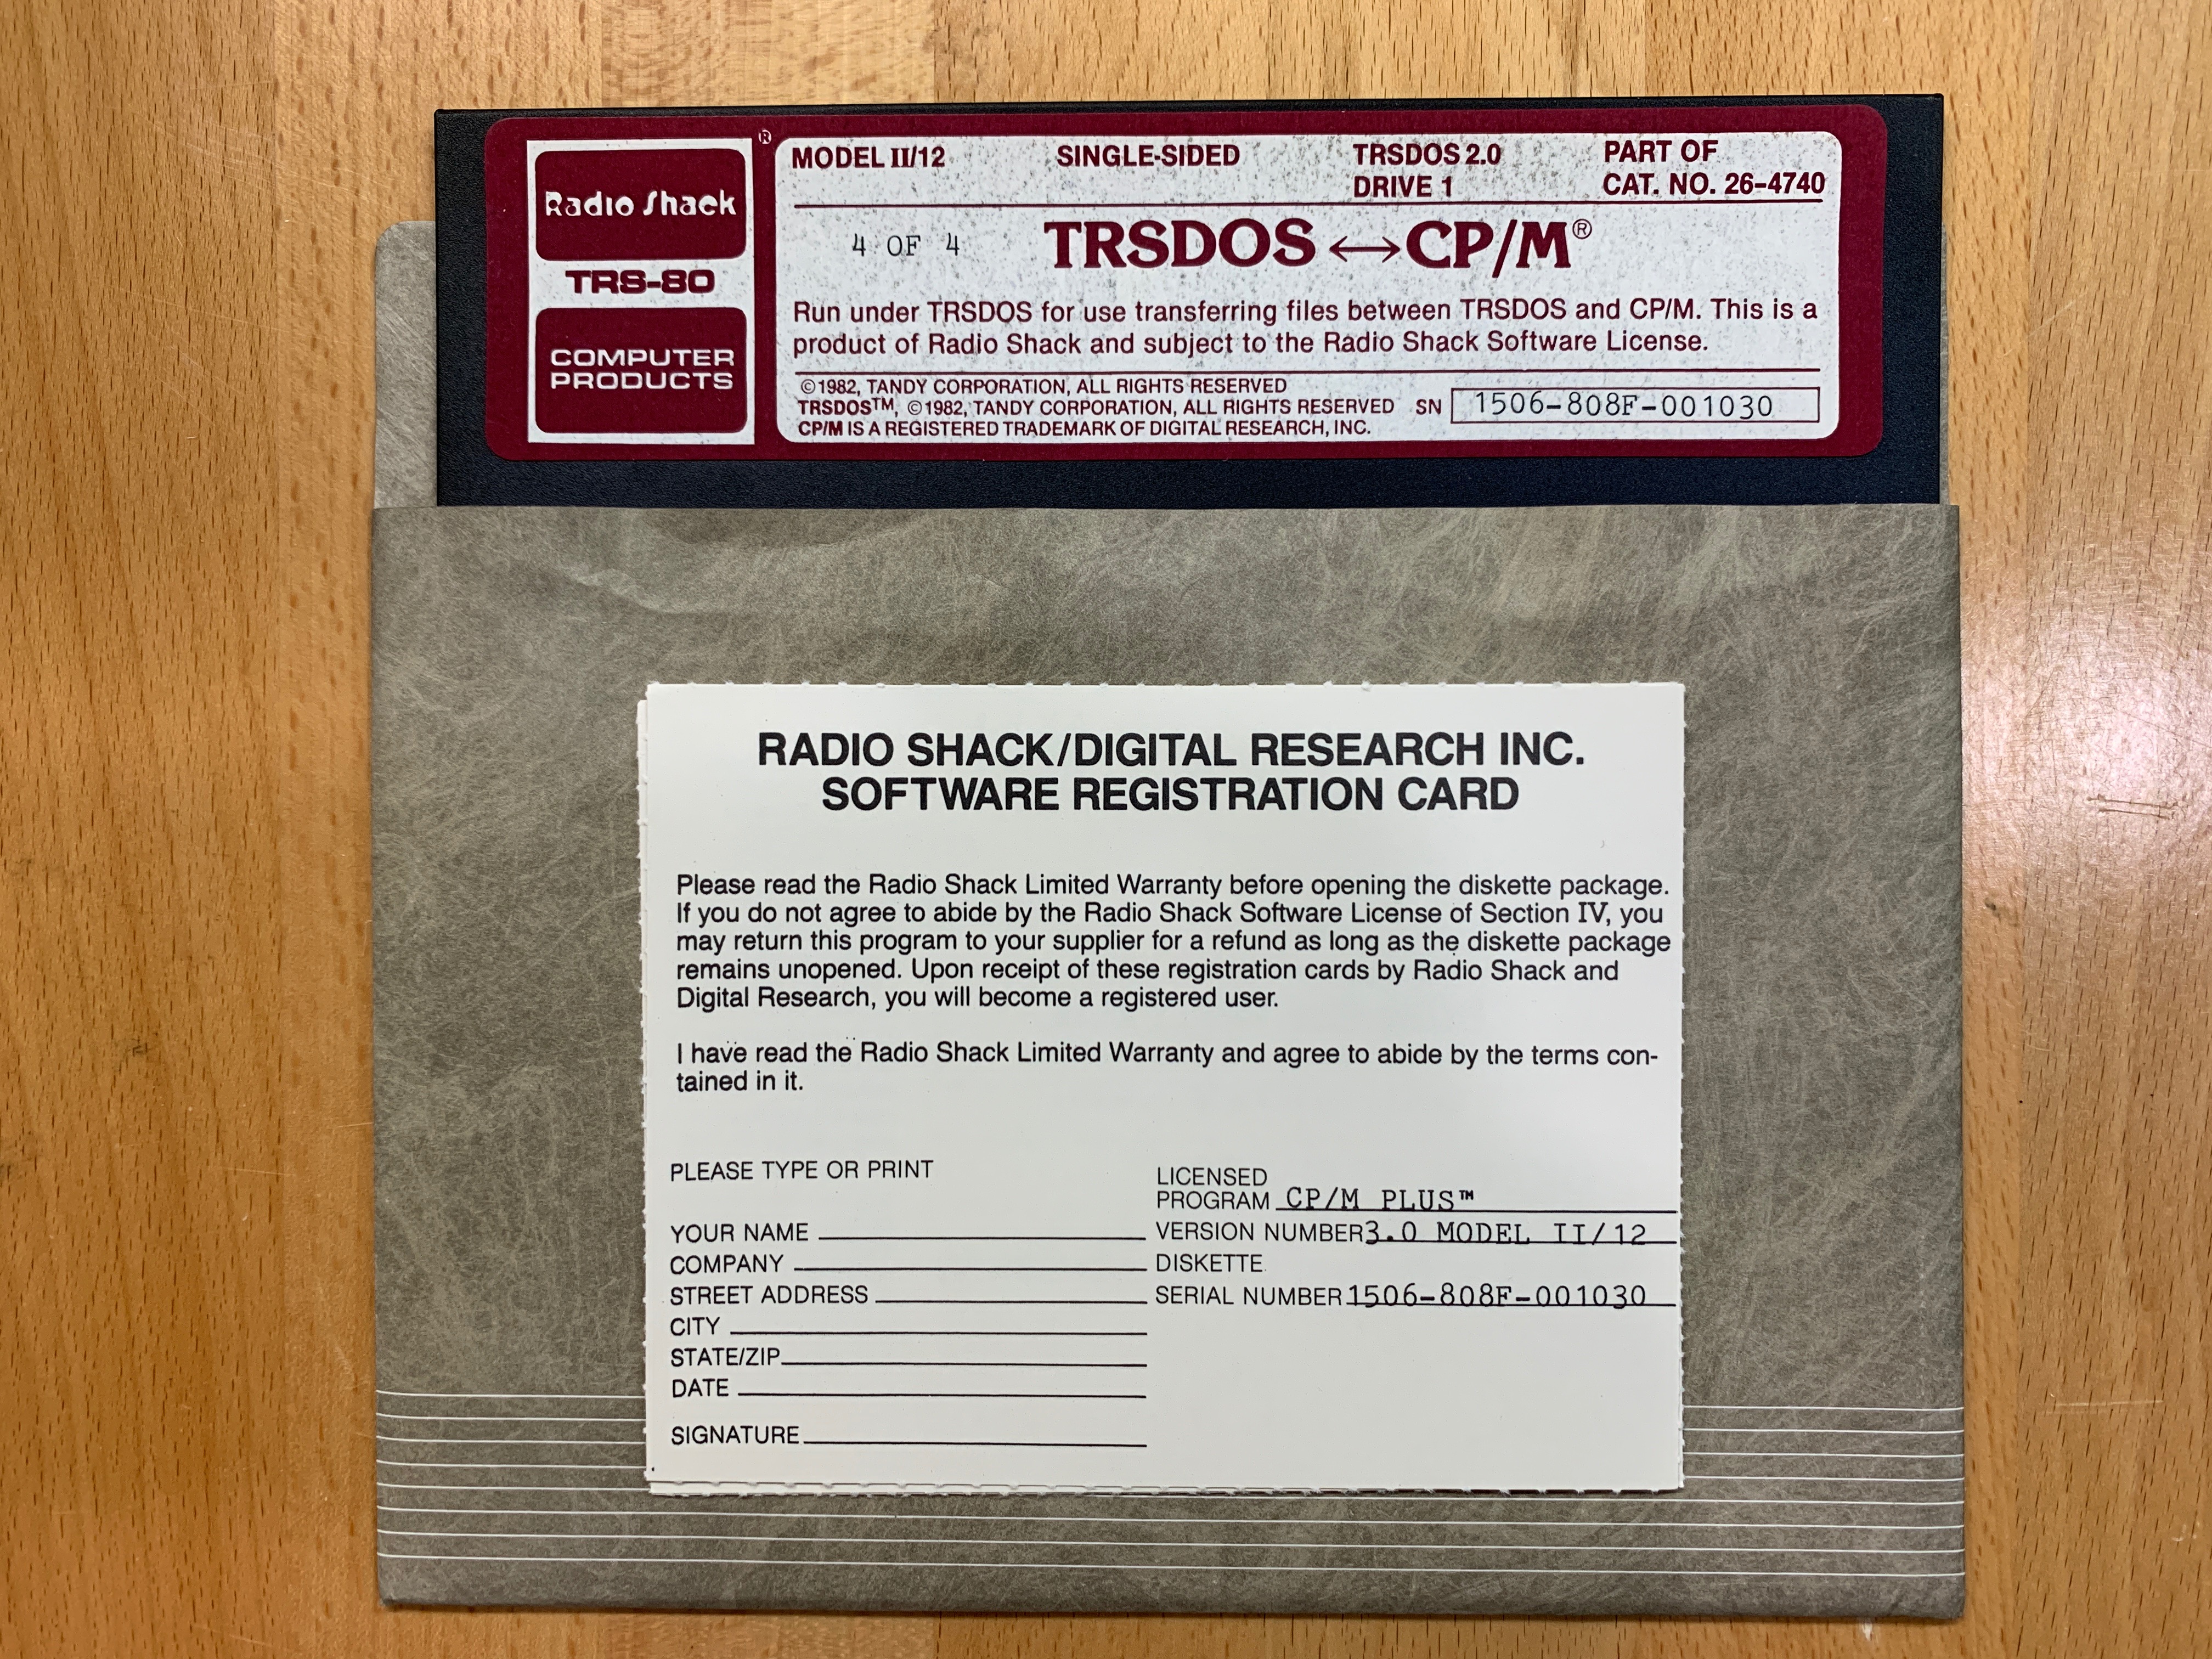 Radio Shack
®
TRS-80
COMPUTER
PRODUCTS
MODEL II/12 SINGLE-SIDED TRSDOS 2.0 PART OF
DRIVE 1 CAT. NO. 26-4740
4 OF 4 TRSDOS ↔ CP/M®
Run under TRSDOS for use transferring files between TRSDOS and CP/M. This is a
product of Radio Shack and subject to the Radio Shack Software License.
©1982, TANDY CORPORATION, ALL RIGHTS RESERVED
TRSDOS™, ©1982, TANDY CORPORATION, ALL RIGHTS RESERVED SN 1506-808F-001030
CP/M IS A REGISTERED TRADEMARK OF DIGITAL RESEARCH, INC.
RADIO SHACK/DIGITAL RESEARCH INC.
SOFTWARE REGISTRATION CARD
Please read the Radio Shack Limited Warranty before opening the diskette package.
If you do not agree to abide by the Radio Shack Software License of Section IV, you
may return this program to your supplier for a refund as long as the diskette package
remains unopened. Upon receipt of these registration cards by Radio Shack and
Digital Research, you will become a registered user.
I have read the Radio Shack Limited Warranty and agree to abide by the terms con-
tained in it.
PLEASE TYPE OR PRINT
YOUR NAME
COMPANY
STREET ADDRESS
CITY
STATE/ZIP
DATE
SIGNATURE
LICENSED
PROGRAM CP/M PLUS™
VERSION NUMBER 3.0 MODEL II/12
DISKETTE
SERIAL NUMBER 1506-808F-001030